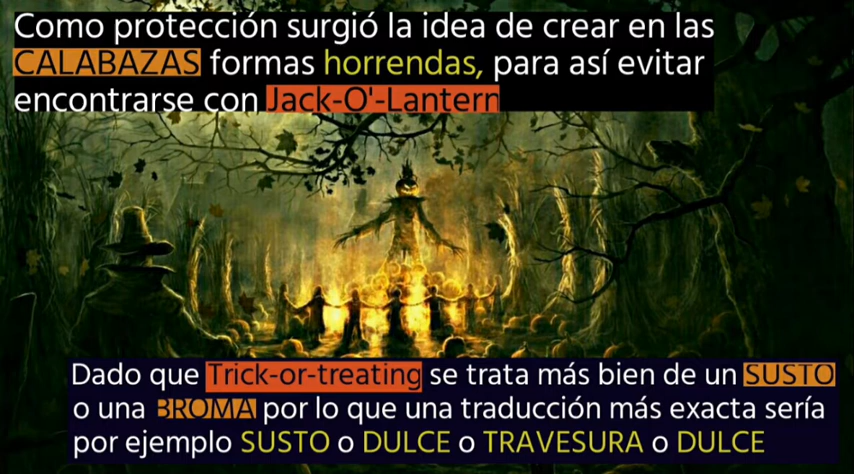 Como protección surgió la idea de crear en las
CALABAZAS formas horrendas, para así evitar
encontrarse con Jack-O'-Lantern
Dado que Trick-or-treating se trata más bien de un SUSTO
o una BROMA por lo que una traducción más exacta sería
por ejemplo SUSTO o DULCE o TRAVESURA o DULCE